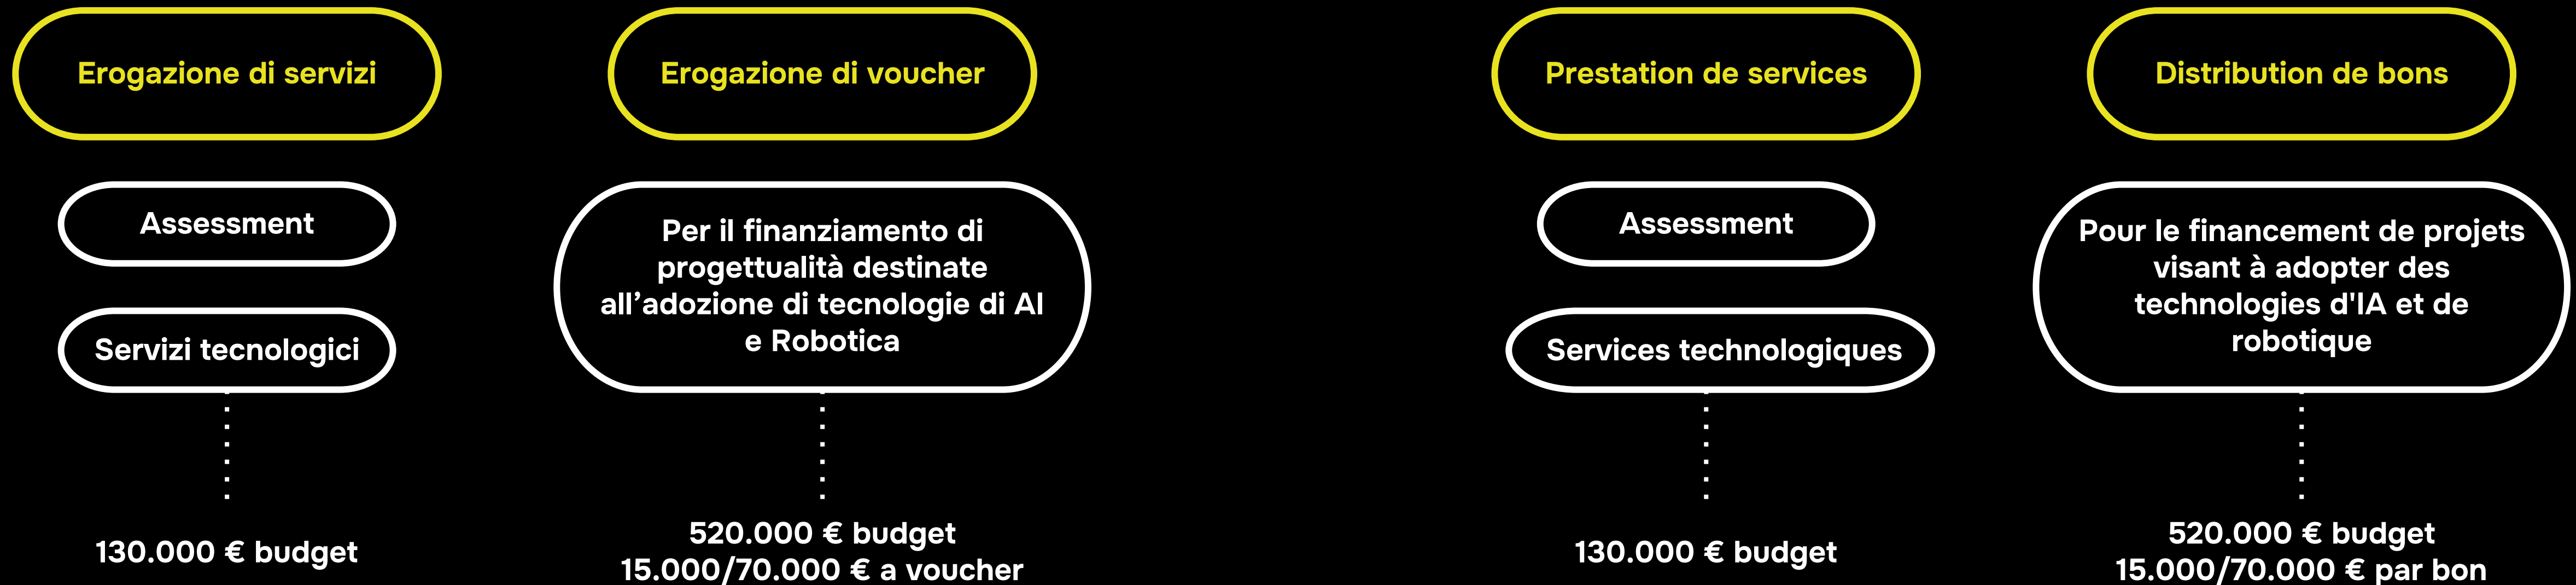 Erogazione di servizi
Assessment
Servizi tecnologici
130.000 € budget
Erogazione di voucher
Per il finanziamento di
progettualità destinate
all’adozione di tecnologie di AI
e Robotica
520.000 € budget
15.000/70.000 € a voucher
Prestation de services
Assessment
Services technologiques
130.000 € budget
Distribution de bons
Pour le financement de projets
visant à adopter des
technologies d'IA et de
robotique
520.000 € budget
15.000/70.000 € par bon